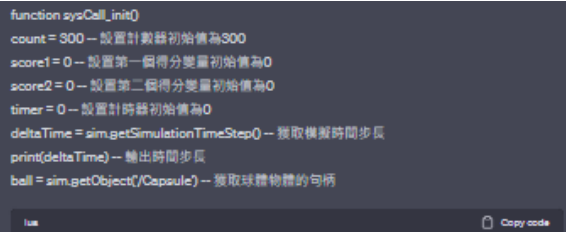 function sysCall_init()
count = 300 -- 設置計數器初始值為300
score1 = 0 -- 設置第一個得分變量初始值為0
score2 = 0 -- 設置第二個得分變量初始值為0
timer = 0 -- 設置計時器初始值為0
deltaTime = sim.getSimulationTimeStep() -- 獲取模擬時間步長
print(deltaTime) -- 輸出時間步長
ball = sim.getObject('/Capsule') -- 獲取球體物體的句柄
lua Copy code